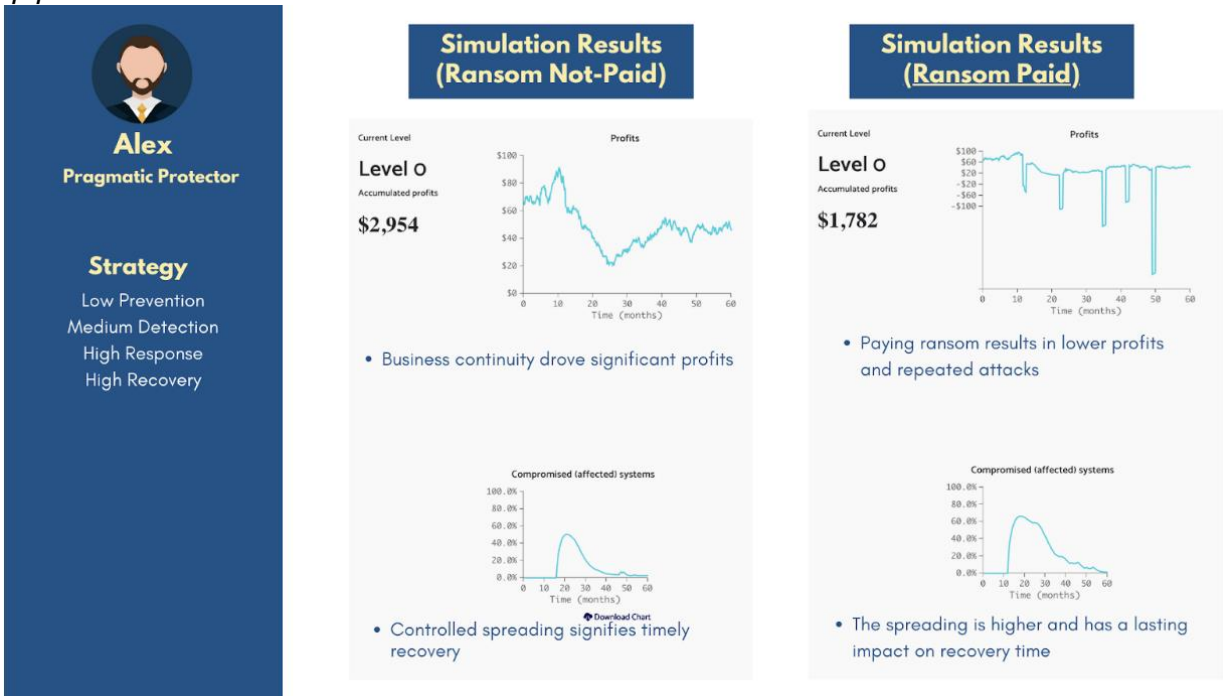 Alex
Pragmatic Protector
Strategy
Low Prevention
Medium Detection
High Response
High Recovery
Simulation Results
(Ransom Not-Paid)
Current Level
Level 0
Accumulated profits
$2,954
Profits
$100
$80
$60
$40
$20
$0
0 10 20 30 40 50 60
Time (months)
• Business continuity drove significant profits
Compromised (affected) systems
100.0%
80.0%
60.0%
40.0%
20.0%
0.0%
0 10 20 30 40 50 60
Time (months)
Download Chart
• Controlled spreading signifies timely
recovery
Simulation Results
(Ransom Paid)
Current Level
Level 0
Accumulated profits
$1,782
Profits
$100
$60
$20
-$20
-$60
-$100
0 10 20 30 40 50 60
Time (months)
• Paying ransom results in lower profits
and repeated attacks
Compromised (affected) systems
100.0%
80.0%
60.0%
40.0%
20.0%
0.0%
0 10 20 30 40 50 60
Time (months)
• The spreading is higher and has a lasting
impact on recovery time